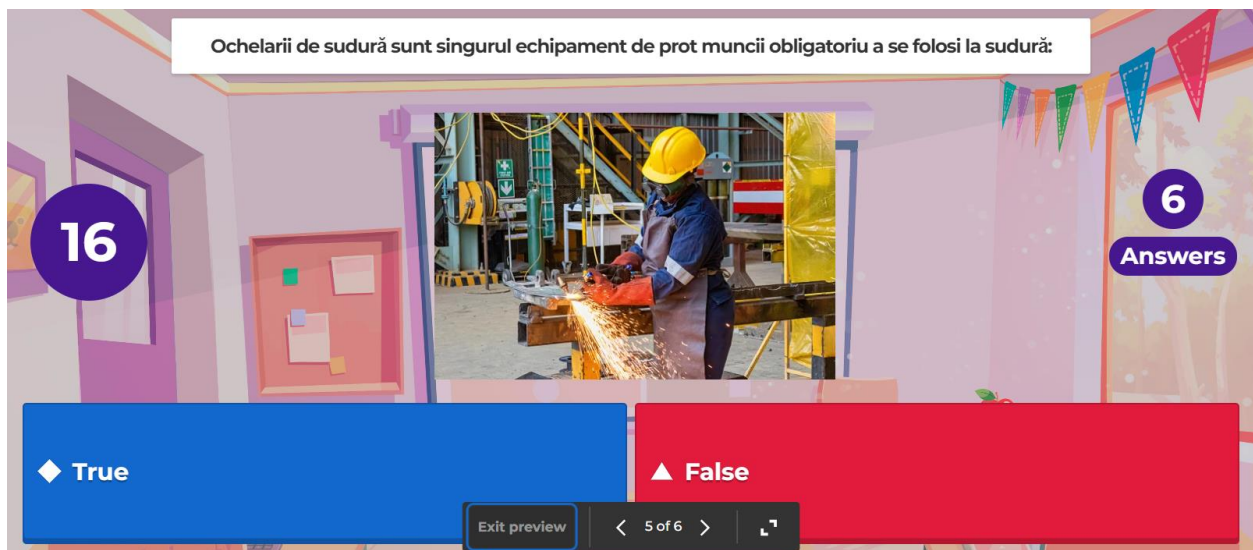 Ochelarii de sudură sunt singurul echipament de prot muncii obligatoriu a se folosi la sudură:
16
6
Answers
True
False
Exit preview
5 of 6